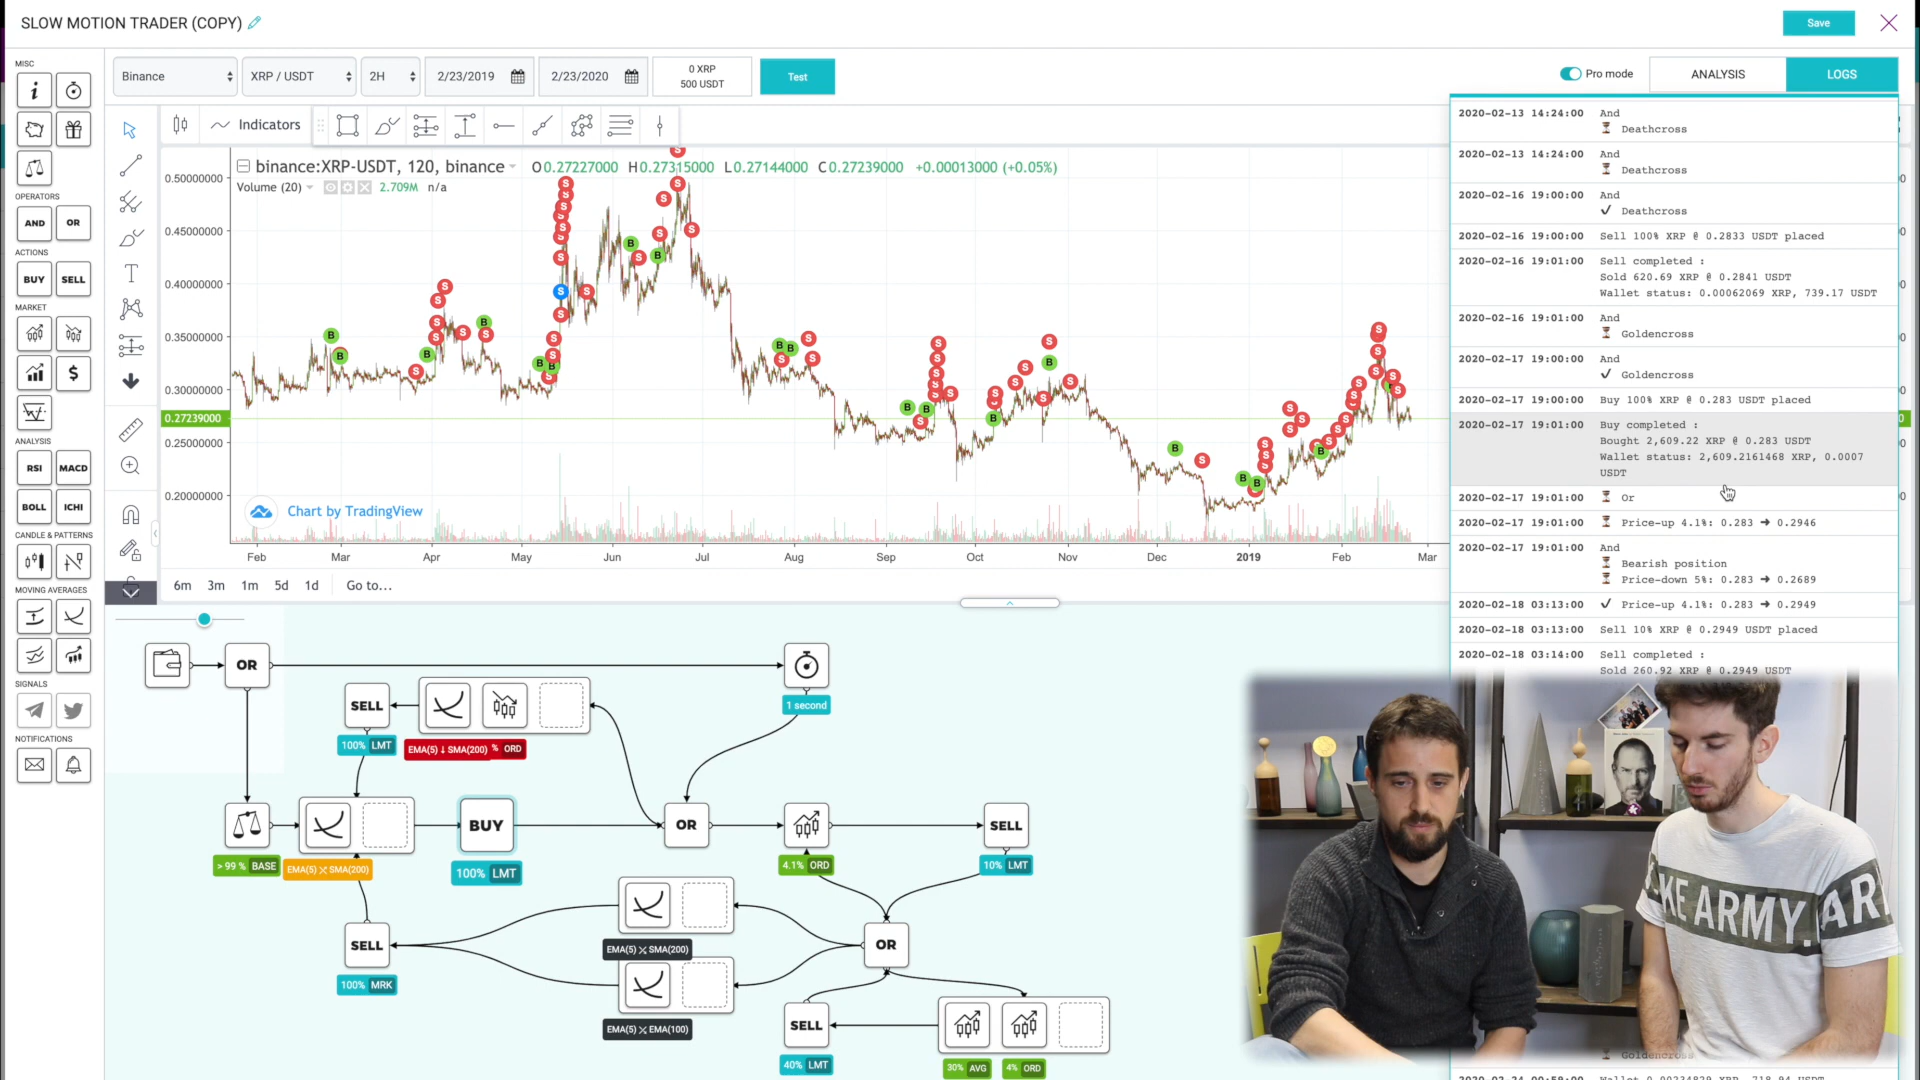 SLOW MOTION TRADER (COPY)
Save
MISC
Binance
XRP / USDT
2H
2/23/2019
2/23/2020
0 XRP
500 USDT
Test
Pro mode
ANALYSIS
LOGS
Indicators
binance:XRP-USDT, 120, binance
O0.27227000 H0.27315000 L0.27144000 C0.27239000 +0.00013000 (+0.05%)
Volume (20)
2.709M n/a
OPERATORS
AND
OR
ACTIONS
BUY
SELL
MARKET
$
ANALYSIS
RSI
MACD
BOLL
ICHI
CANDLE & PATTERNS
MOVING AVERAGES
SIGNALS
NOTIFICATIONS
0.50000000
0.45000000
0.40000000
0.35000000
0.30000000
0.27239000
0.25000000
0.20000000
Chart by TradingView
Feb
Mar
Apr
May
Jun
Jul
Aug
Sep
Oct
Nov
Dec
2019
Feb
Mar
6m 3m 1m 5d 1d Go to...
2020-02-13 14:24:00 And
Deathcross
2020-02-13 14:24:00 And
Deathcross
2020-02-16 19:00:00 And
✓ Deathcross
2020-02-16 19:00:00 Sell 100% XRP @ 0.2833 USDT placed
2020-02-16 19:01:00 Sell completed :
Sold 620.69 XRP @ 0.2841 USDT
Wallet status: 0.00062069 XRP, 739.17 USDT
2020-02-16 19:01:00 And
Goldencross
2020-02-17 19:00:00 And
✓ Goldencross
2020-02-17 19:00:00 Buy 100% XRP @ 0.283 USDT placed
2020-02-17 19:01:00 Buy completed :
Bought 2,609.22 XRP @ 0.283 USDT
Wallet status: 2,609.2161468 XRP, 0.0007
USDT
2020-02-17 19:01:00 Or
2020-02-17 19:01:00 Price-up 4.1%: 0.283 → 0.2946
2020-02-17 19:01:00 And
Bearish position
Price-down 5%: 0.283 → 0.2689
2020-02-18 03:13:00 ✓ Price-up 4.1%: 0.283 → 0.2949
2020-02-18 03:13:00 Sell 10% XRP @ 0.2949 USDT placed
2020-02-18 03:14:00 Sell completed :
Sold 260.92 XRP @ 0.2949 USDT
OR
1 second
SELL
100% LMT
EMA(5) ↓ SMA(200) % ORD
> 99 % BASE
EMA(5) ⤨ SMA(200)
BUY
100% LMT
OR
4.1% ORD
SELL
10% LMT
SELL
100% MRK
EMA(5) ⤨ SMA(200)
EMA(5) ⤨ EMA(100)
OR
SELL
40% LMT
30% AVG
4% ORD
KE ARMY. AR
Goldencross